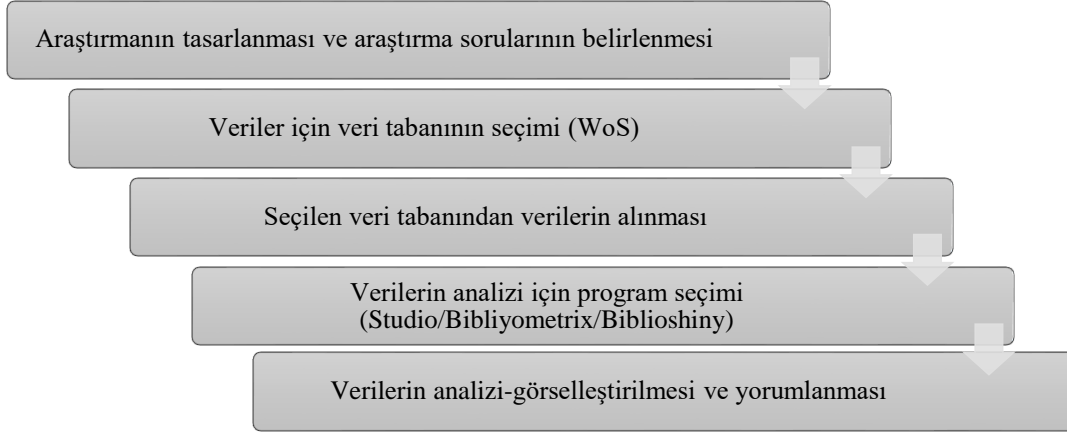 Araştırmanın tasarlanması ve araştırma sorularının belirlenmesi
Veriler için veri tabanının seçimi (WoS)
Seçilen veri tabanından verilerin alınması
Verilerin analizi için program seçimi
(Studio/Bibliyometrix/Biblioshiny)
Verilerin analizi-görselleştirilmesi ve yorumlanması